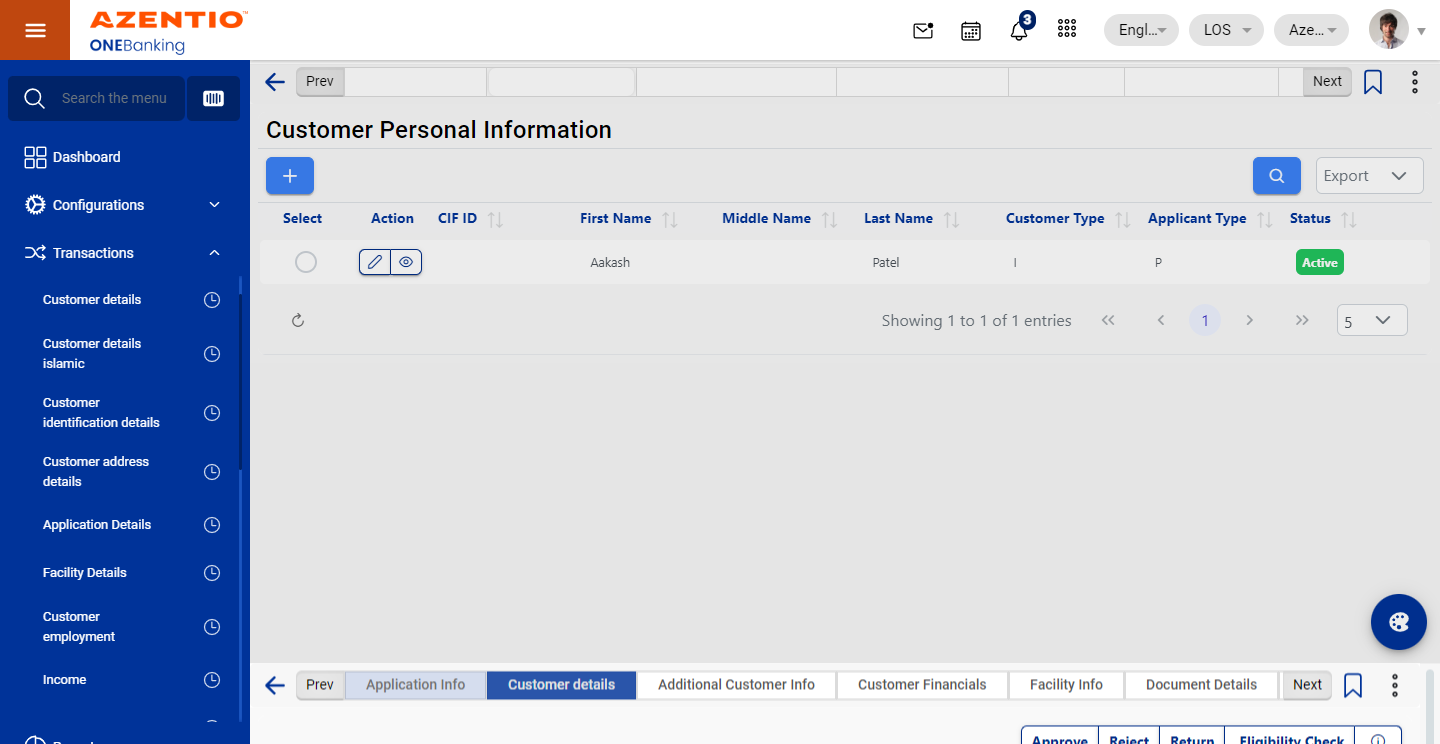 AZENTIO™
ONEBanking
3
Engl...
LOS
Aze...
Search the menu
Dashboard
Configurations
Transactions
Customer details
Customer details
islamic
Customer
identification details
Customer address
details
Application Details
Facility Details
Customer
employment
Income
Prev
Next
Customer Personal Information
+
Export
Select Action CIF ID First Name Middle Name Last Name Customer Type Applicant Type Status
Aakash Patel I P Active
Showing 1 to 1 of 1 entries
1
5
Prev Application Info Customer details Additional Customer Info Customer Financials Facility Info Document Details Next
Approve Reject Return Eligibility Check